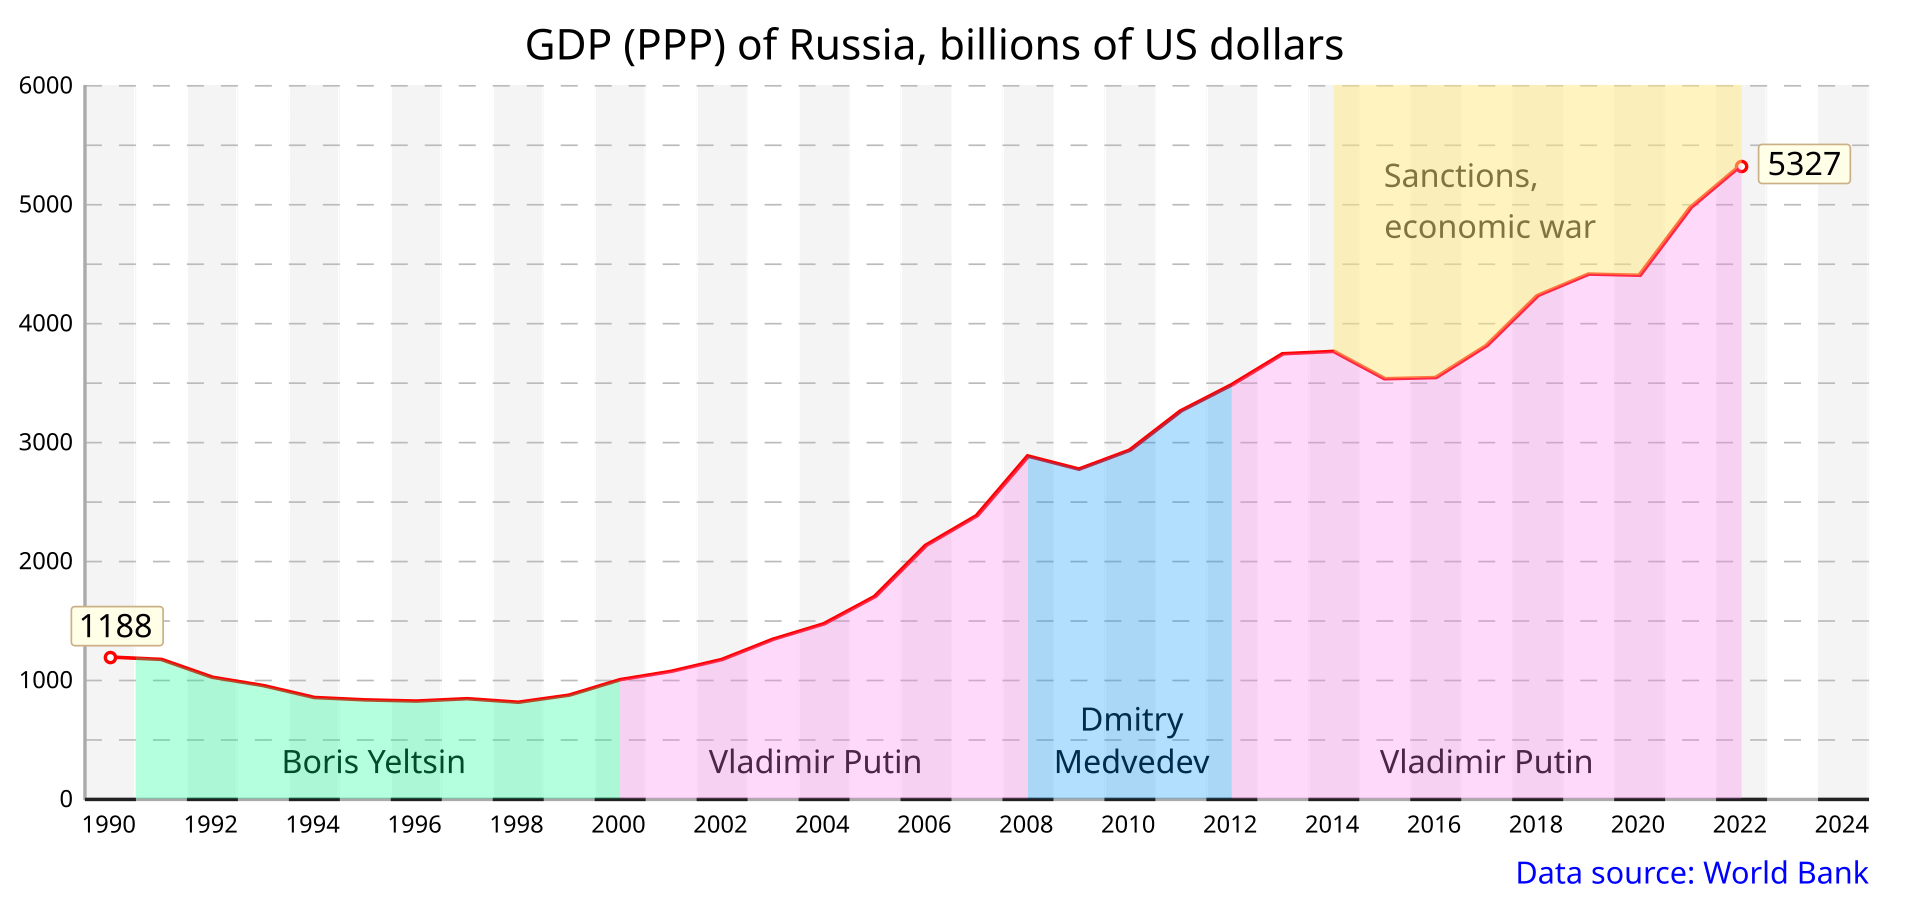 GDP (PPP) of Russia, billions of US dollars
6000
5000
4000
3000
2000
1000
0
Sanctions,
economic war
5327
1188
Boris Yeltsin
Vladimir Putin
Dmitry
Medvedev
Vladimir Putin
1990 1992 1994 1996 1998 2000 2002 2004 2006 2008 2010 2012 2014 2016 2018 2020 2022 2024
Data source: World Bank